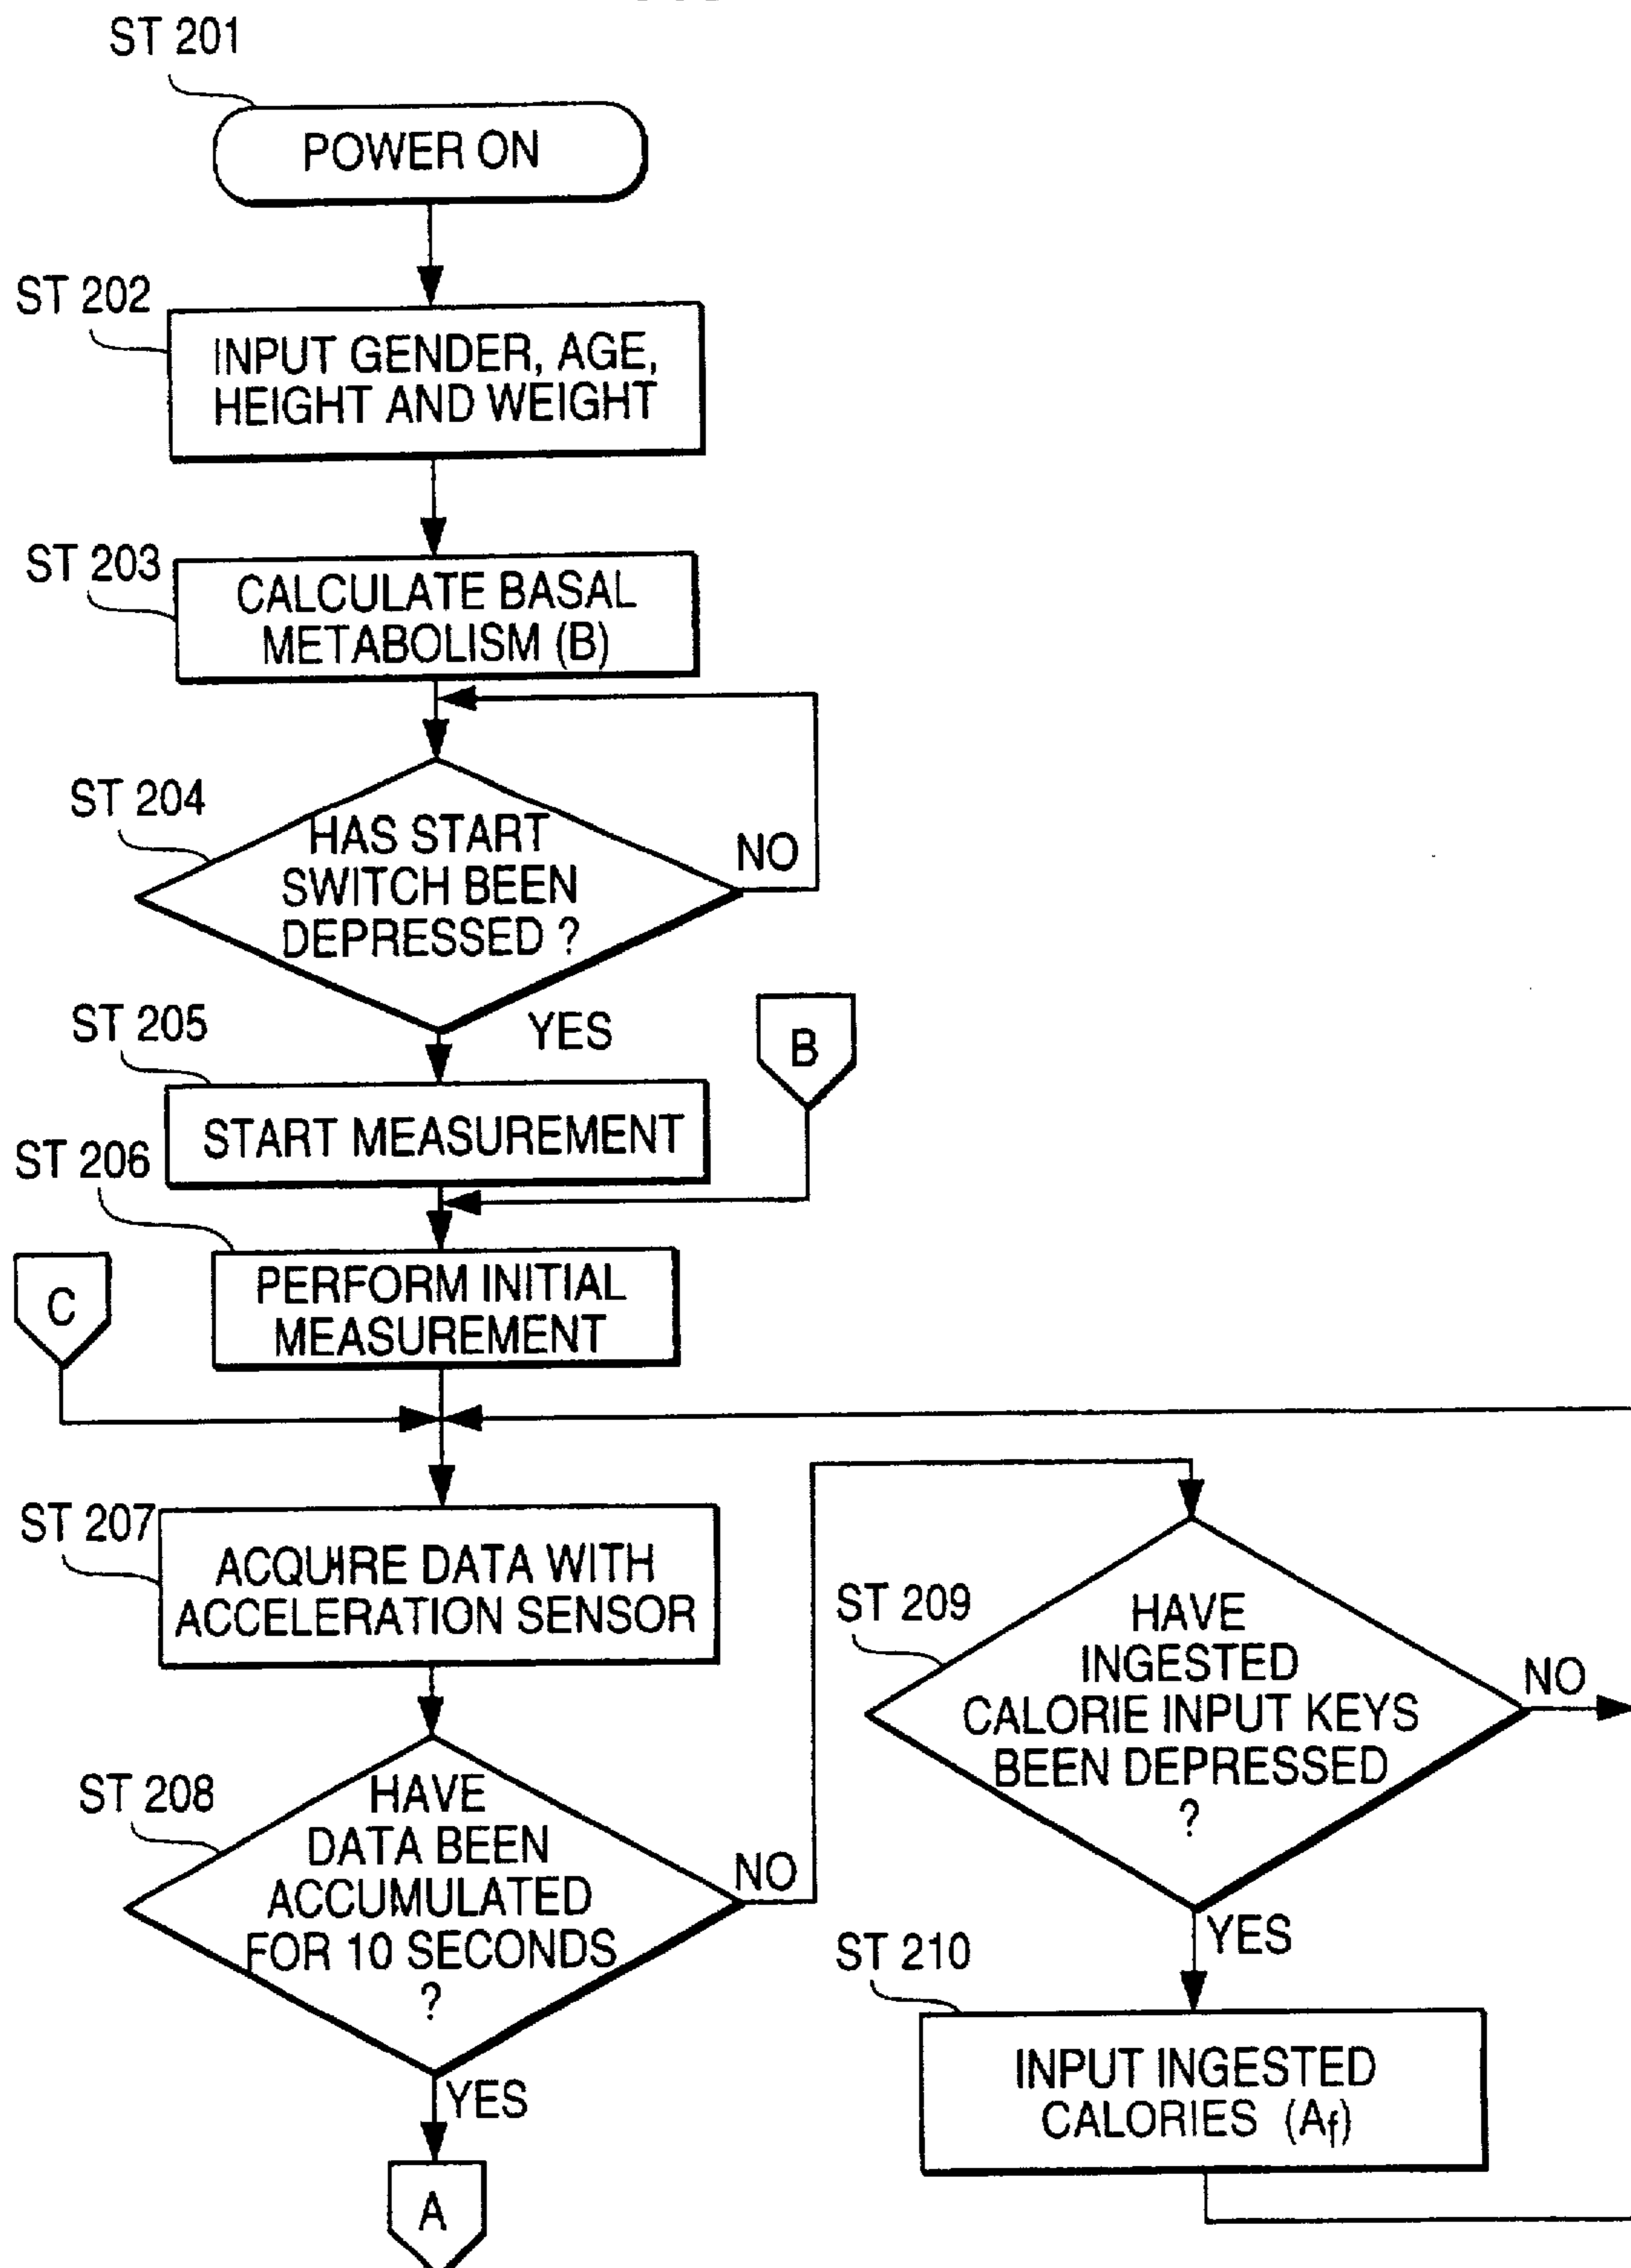 ST 201
POWER ON
ST 202
INPUT GENDER, AGE,
HEIGHT AND WEIGHT
ST 203
CALCULATE BASAL
METABOLISM (B)
ST 204
HAS START
SWITCH BEEN
DEPRESSED ?
NO
YES
ST 205
START MEASUREMENT
B
ST 206
PERFORM INITIAL
MEASUREMENT
C
ST 207
ACQUIRE DATA WITH
ACCELERATION SENSOR
ST 208
HAVE
DATA BEEN
ACCUMULATED
FOR 10 SECONDS
?
NO
YES
A
ST 209
HAVE
INGESTED
CALORIE INPUT KEYS
BEEN DEPRESSED
?
NO
YES
ST 210
INPUT INGESTED
CALORIES (Af)